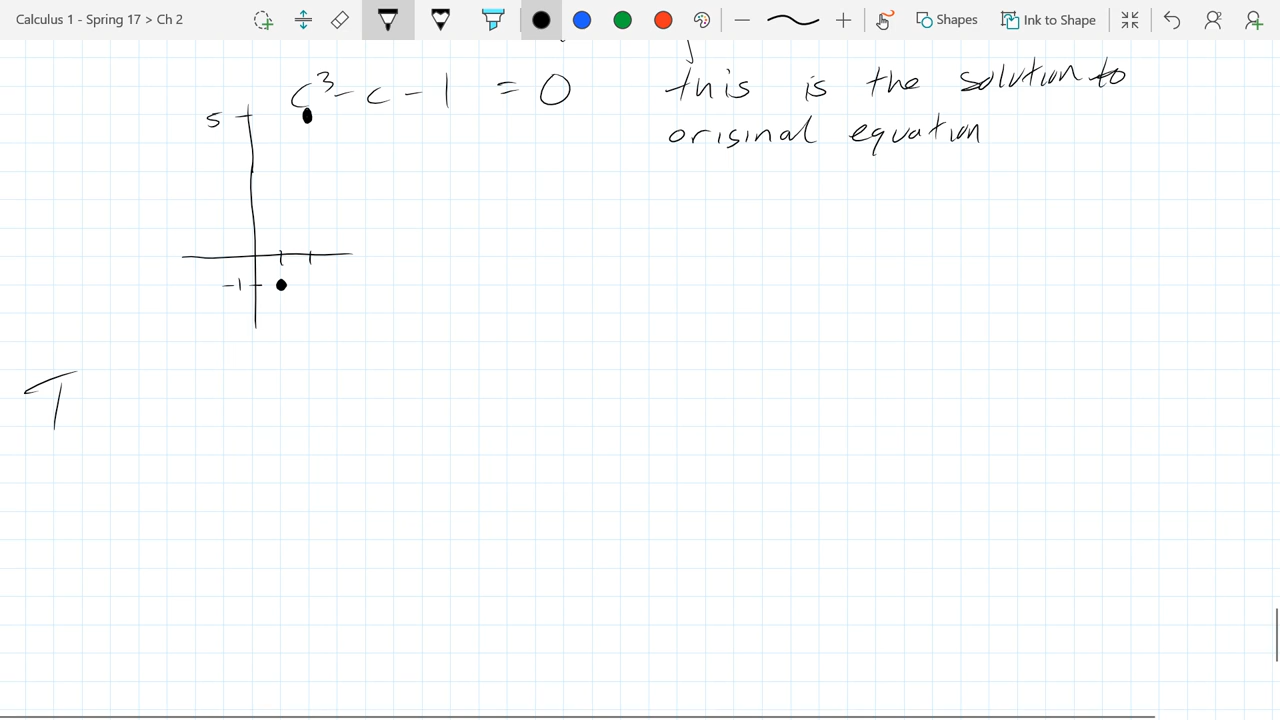 Calculus 1 - Spring 17 > Ch 2
Shapes
Ink to Shape
c³ - c - 1 = 0
this is the solution to
original equation
5
-1
T